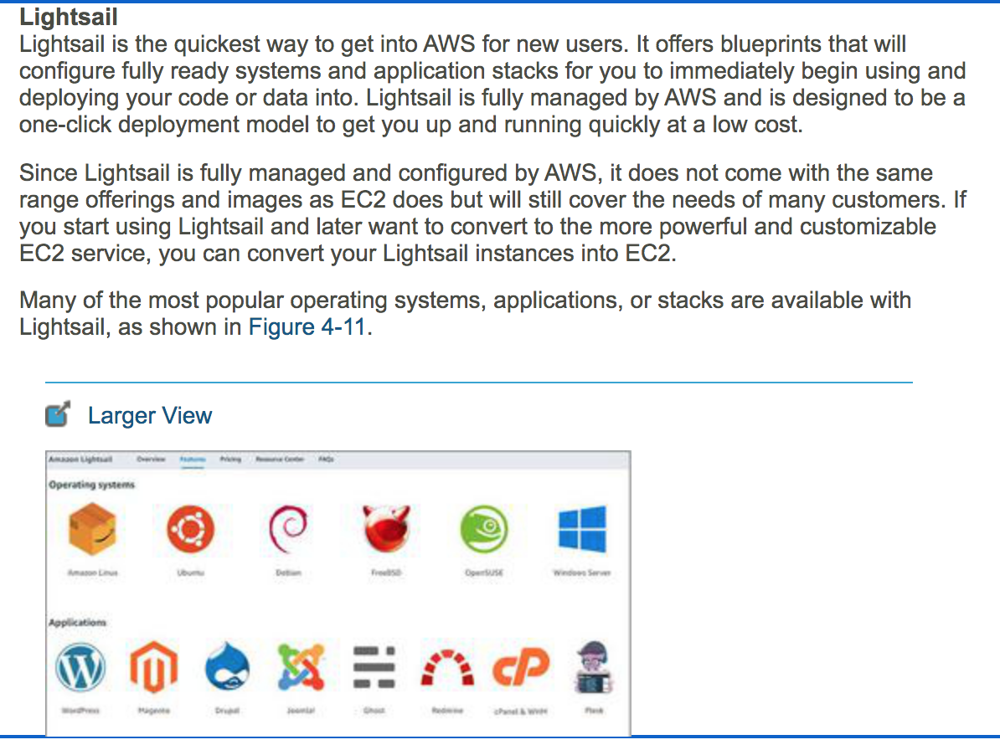 Lightsail
Lightsail is the quickest way to get into AWS for new users. It offers blueprints that will
configure fully ready systems and application stacks for you to immediately begin using and
deploying your code or data into. Lightsail is fully managed by AWS and is designed to be a
one-click deployment model to get you up and running quickly at a low cost.
Since Lightsail is fully managed and configured by AWS, it does not come with the same
range offerings and images as EC2 does but will still cover the needs of many customers. If
you start using Lightsail and later want to convert to the more powerful and customizable
EC2 service, you can convert your Lightsail instances into EC2.
Many of the most popular operating systems, applications, or stacks are available with
Lightsail, as shown in Figure 4-11.
Larger View
Amazon Lightsail Overview Features Pricing Resource Center FAQs
Operating systems
Amazon Linux Ubuntu Debian FreeBSD OpenSUSE Windows Server
Applications
WordPress Magento Drupal Joomla! Ghost Redmine cPanel & WHM Plesk